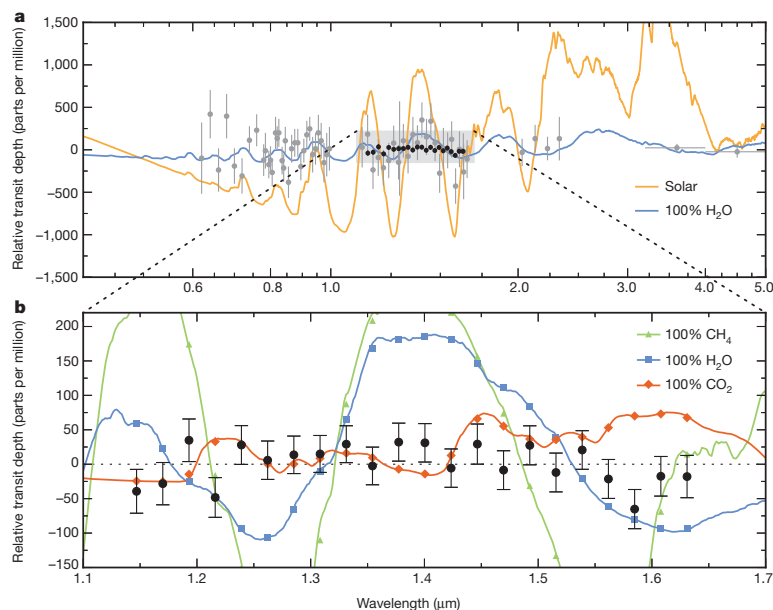 a
Relative transit depth (parts per million)
1,500
1,000
500
0
−500
−1,000
−1,500
Solar
100% H₂O
0.6
0.8
1.0
2.0
3.0
4.0
5.0
b
Relative transit depth (parts per million)
200
150
100
50
0
−50
−100
−150
100% CH₄
100% H₂O
100% CO₂
1.1
1.2
1.3
1.4
1.5
1.6
1.7
Wavelength (μm)